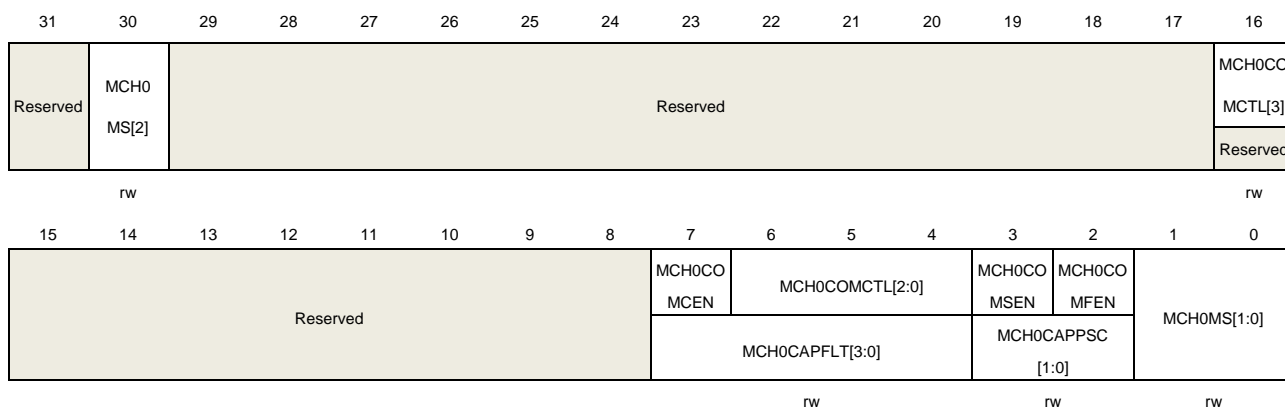 31 30 29 28 27 26 25 24 23 22 21 20 19 18 17 16
Reserved
MCH0
MS[2]
Reserved
MCH0CO
MCTL[3]
Reserved
rw rw
15 14 13 12 11 10 9 8 7 6 5 4 3 2 1 0
Reserved
MCH0CO
MCEN
MCH0COMCTL[2:0]
MCH0CO
MSEN
MCH0CO
MFEN
MCH0MS[1:0]
MCH0CAPFLT[3:0]
MCH0CAPPSC
[1:0]
rw rw rw